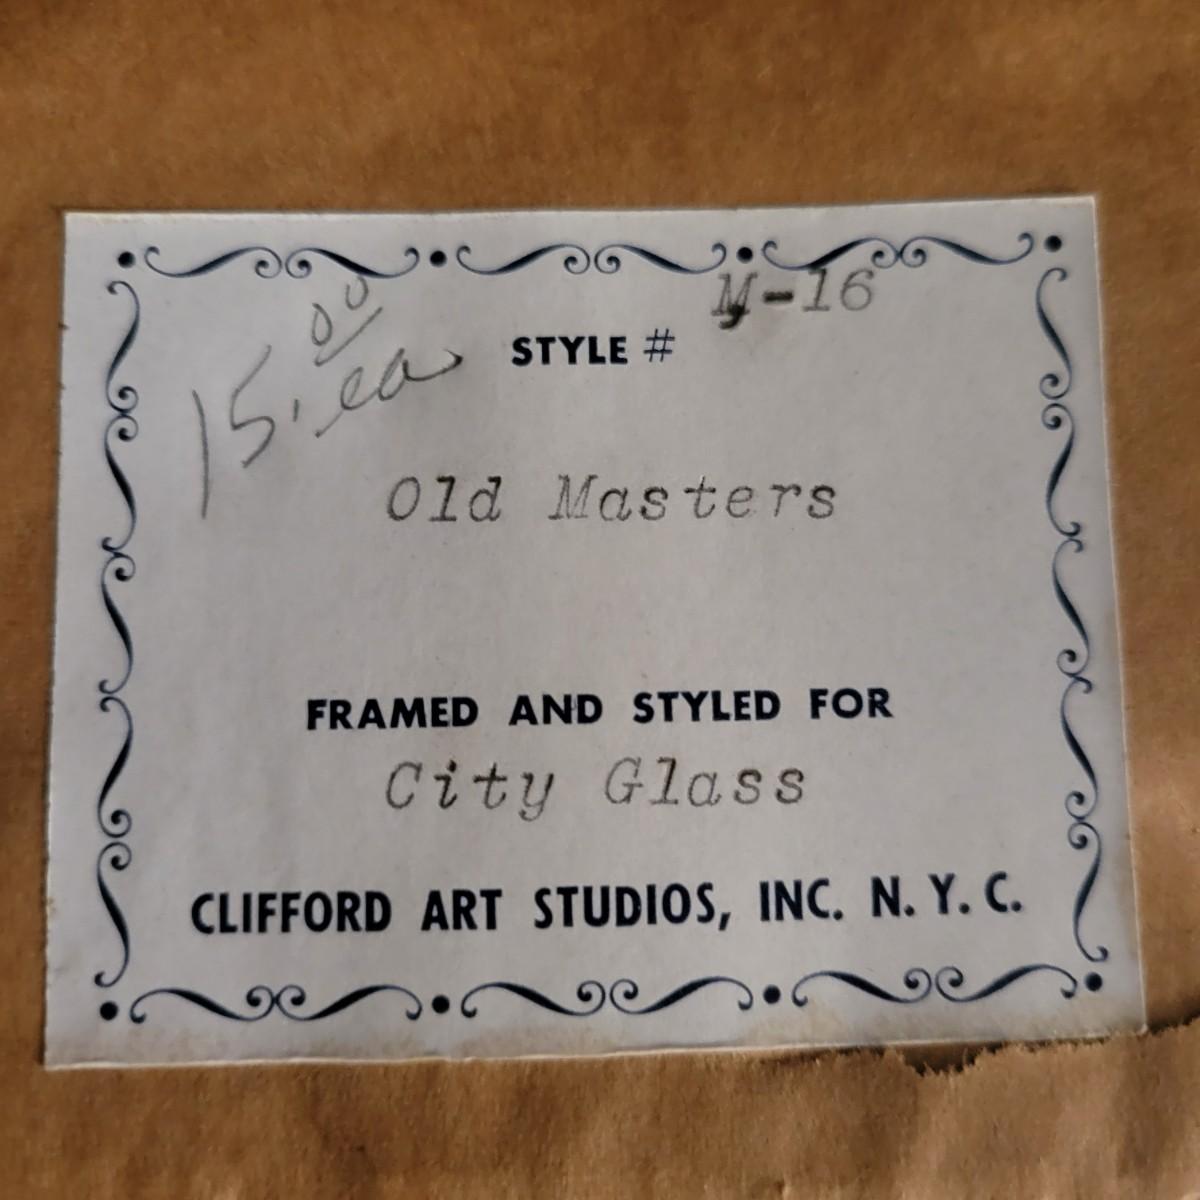 M-16
STYLE #
15.00 ea
Old Masters
FRAMED AND STYLED FOR
City Glass
CLIFFORD ART STUDIOS, INC. N. Y. C.